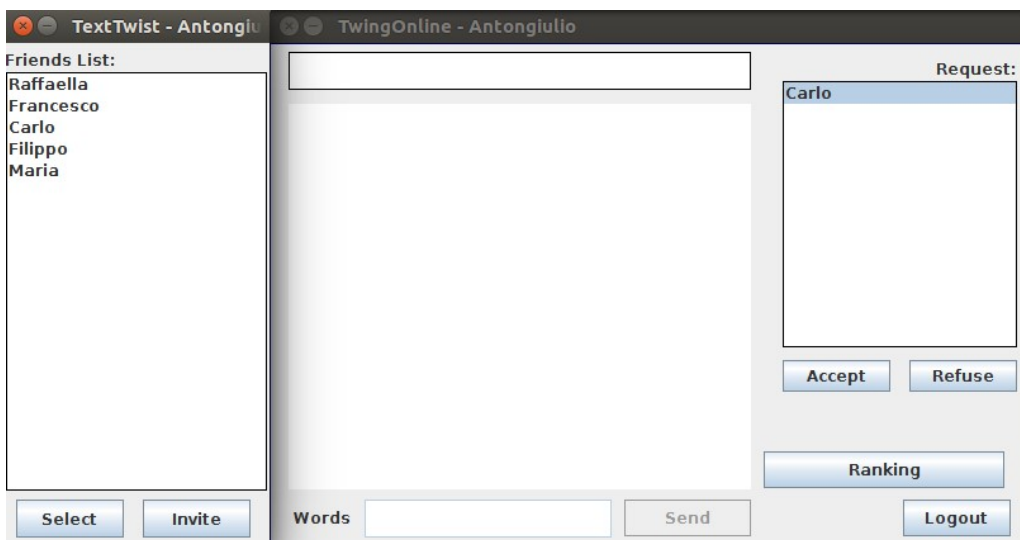 TextTwist - Antongiu
Friends List:
Raffaella
Francesco
Carlo
Filippo
Maria
Select
Invite
TwingOnline - Antongiulio
Request:
Carlo
Accept
Refuse
Ranking
Words
Send
Logout